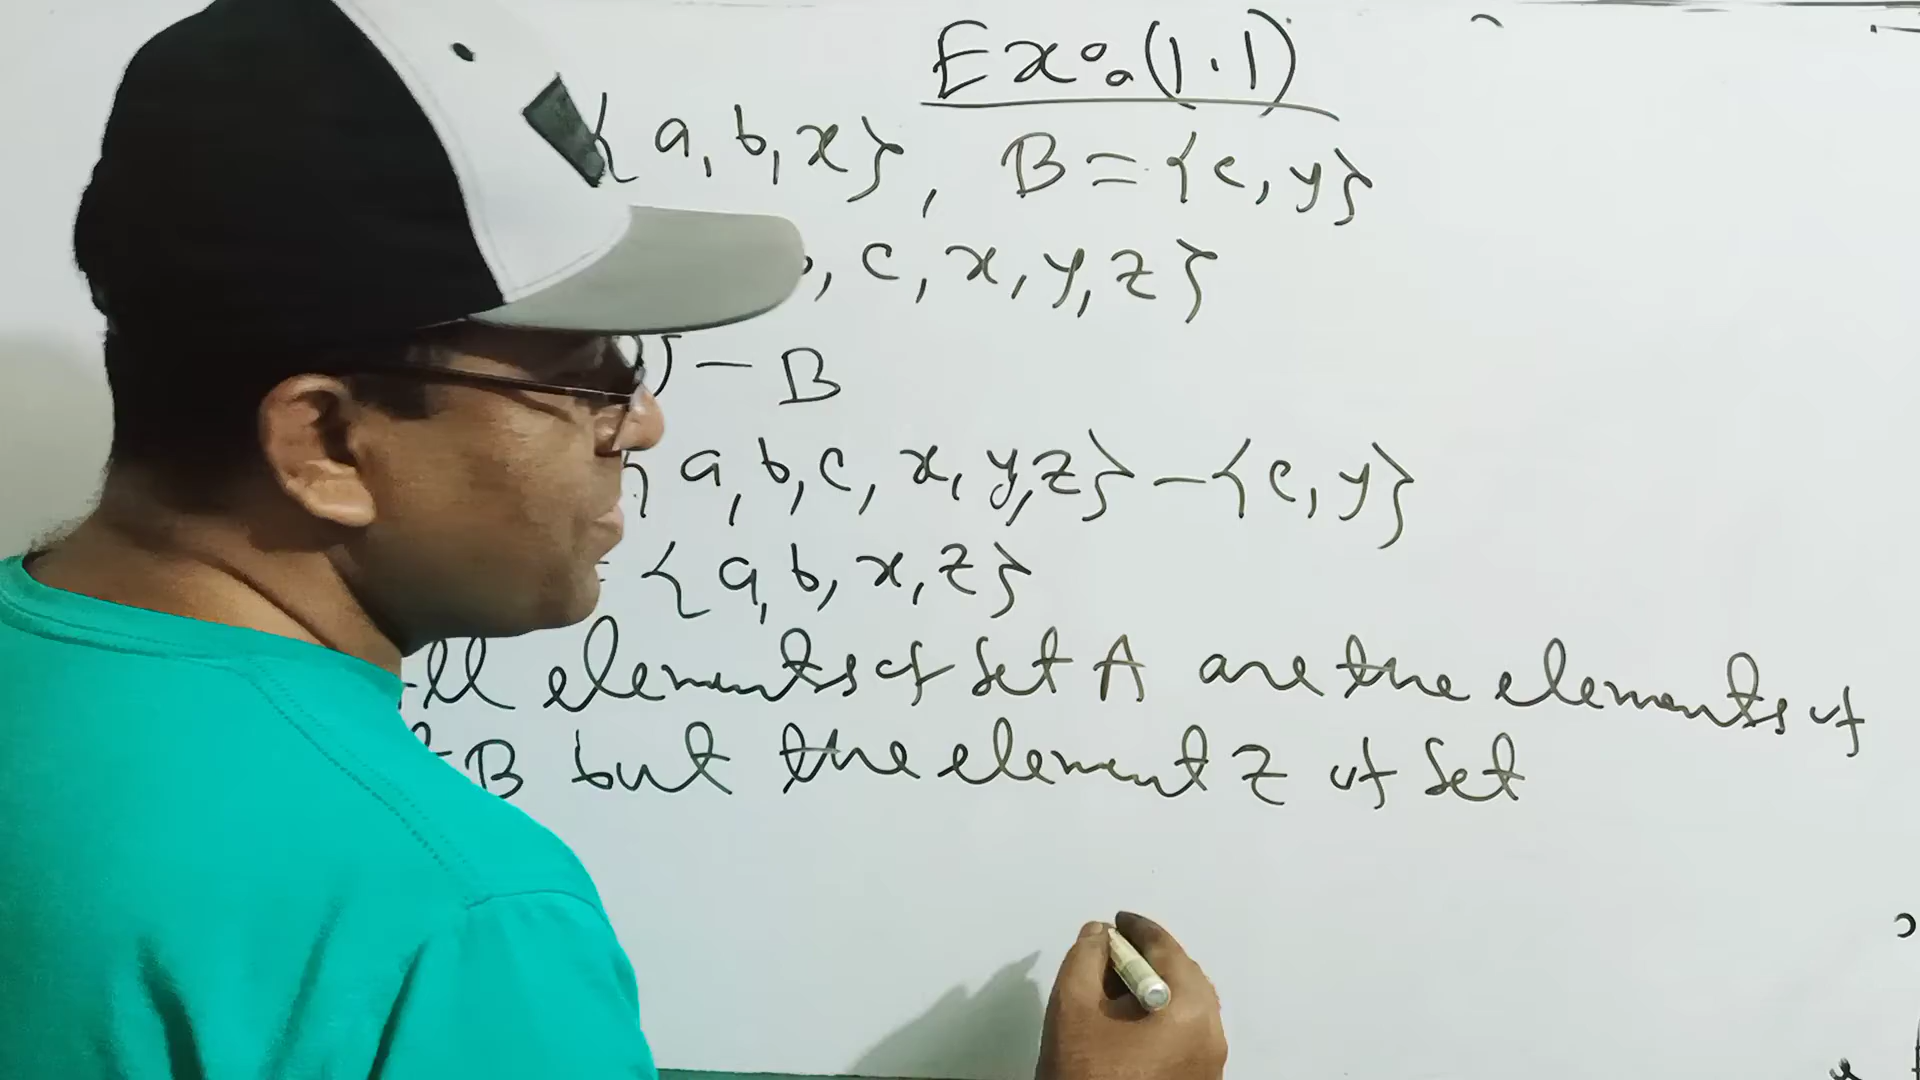 Ex:(1.1)
{a, b, x}, B = {c, y}
, c, x, y, z}
- B
{a, b, c, x, y, z} - {c, y}
= {a, b, x, z}
elements of set A are the elements of
B but the element z of set